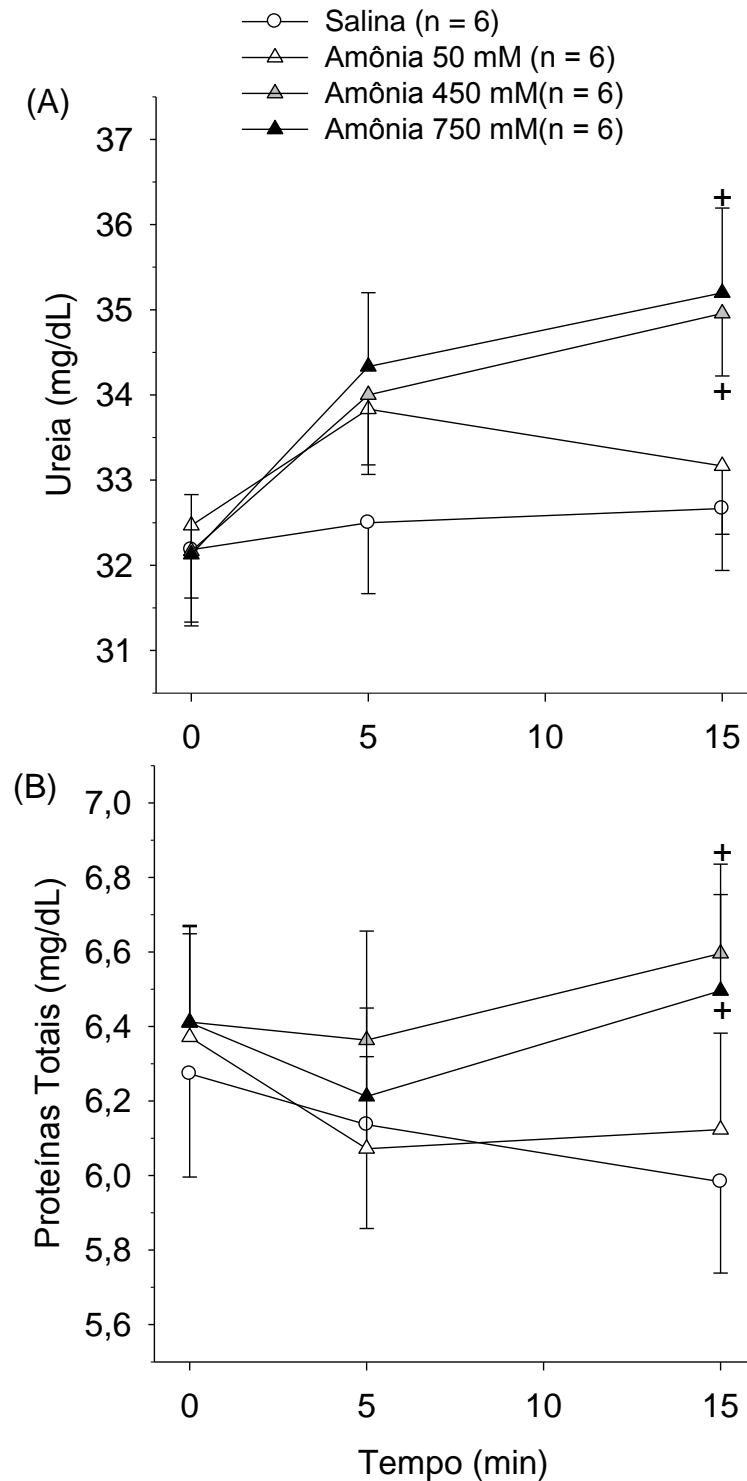 Salina (n = 6)
Amônia 50 mM (n = 6)
Amônia 450 mM(n = 6)
Amônia 750 mM(n = 6)
(A)
37
36
35
34
33
32
31
Ureia (mg/dL)
+
+
0 5 10 15
(B)
7,0
6,8
6,6
6,4
6,2
6,0
5,8
5,6
Proteínas Totais (mg/dL)
+
+
0 5 10 15
Tempo (min)